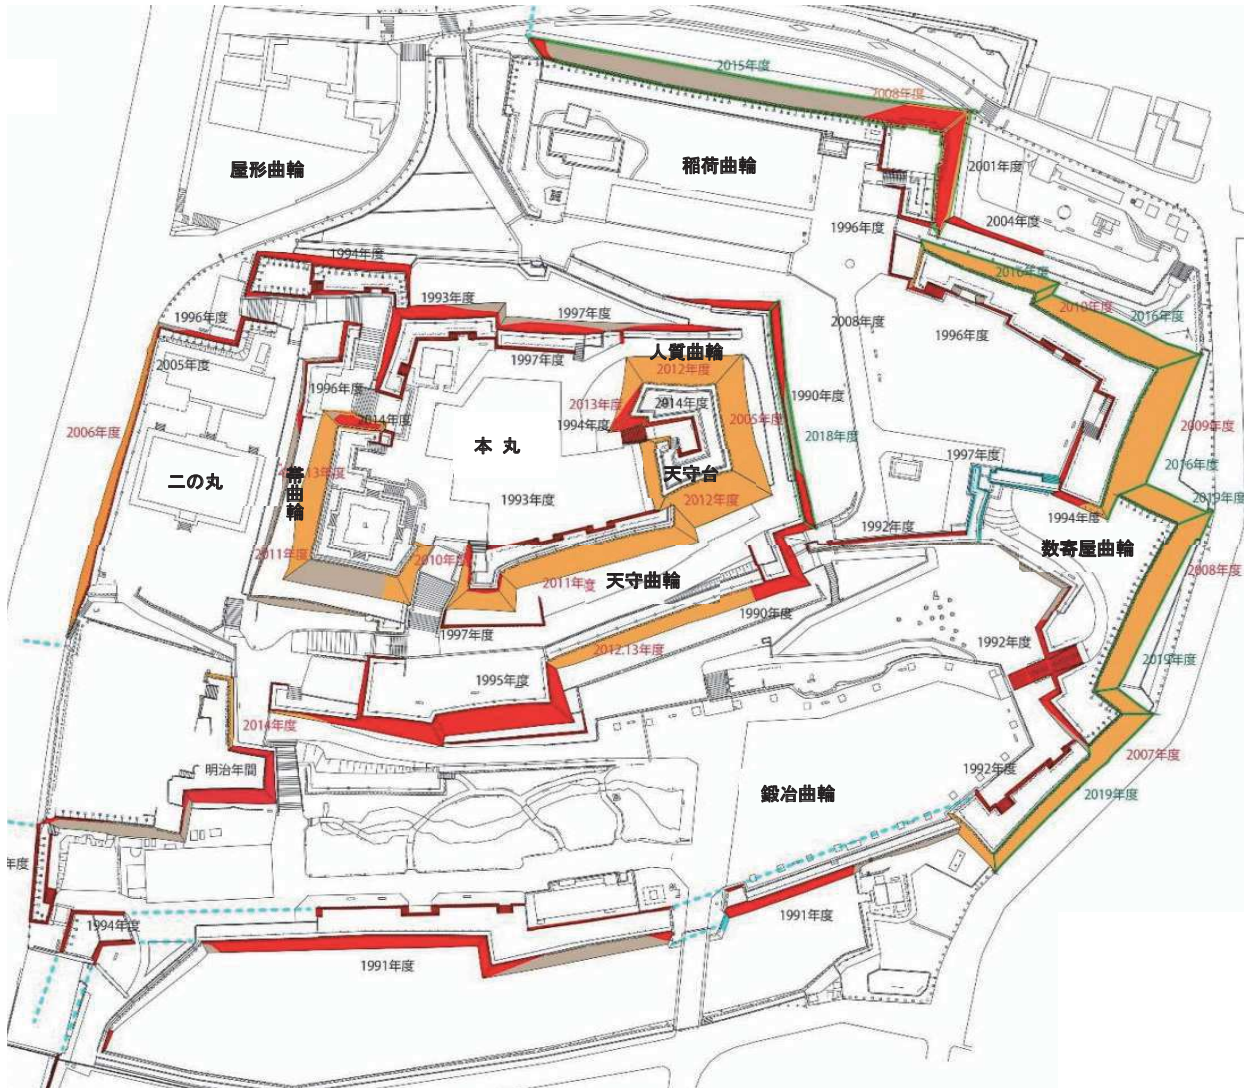 2015年度
2008年度
屋形曲輪
稲荷曲輪
2001年度
2004年度
1996年度
1994年度
2016年度
2010年度
2016年度
1993年度
1997年度
1996年度
2008年度
1996年度
1997年度
人質曲輪
2005年度
2012年度
1996年度
2013年度
2014年度
1990年度
2014年度
1994年度
2005年度
2006年度
2009年度
2018年度
本丸
1997年度
2016年度
二の丸
帯曲輪
13年度
天守台
2019年度
1993年度
2012年度
1994年度
1992年度
数寄屋曲輪
2011年度
2010年度
2011年度
天守曲輪
2008年度
1990年度
1997年度
1992年度
2012.13年度
2019年度
1995年度
2014年度
2007年度
明治年間
1992年度
鍛冶曲輪
2019年度
年度
1994年度
1991年度
1991年度